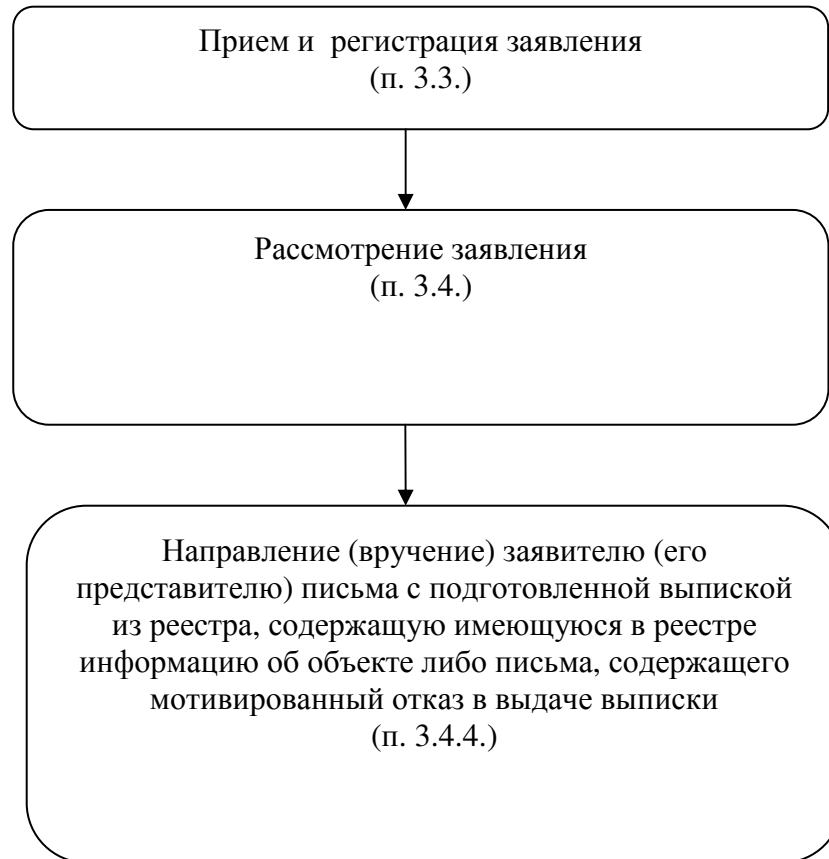 Прием и  регистрация заявления
(п. 3.3.)
Рассмотрение заявления
(п. 3.4.)
Направление (вручение) заявителю (его
представителю) письма с подготовленной выпиской
из реестра, содержащую имеющуюся в реестре
информацию об объекте либо письма, содержащего
мотивированный отказ в выдаче выписки
(п. 3.4.4.)